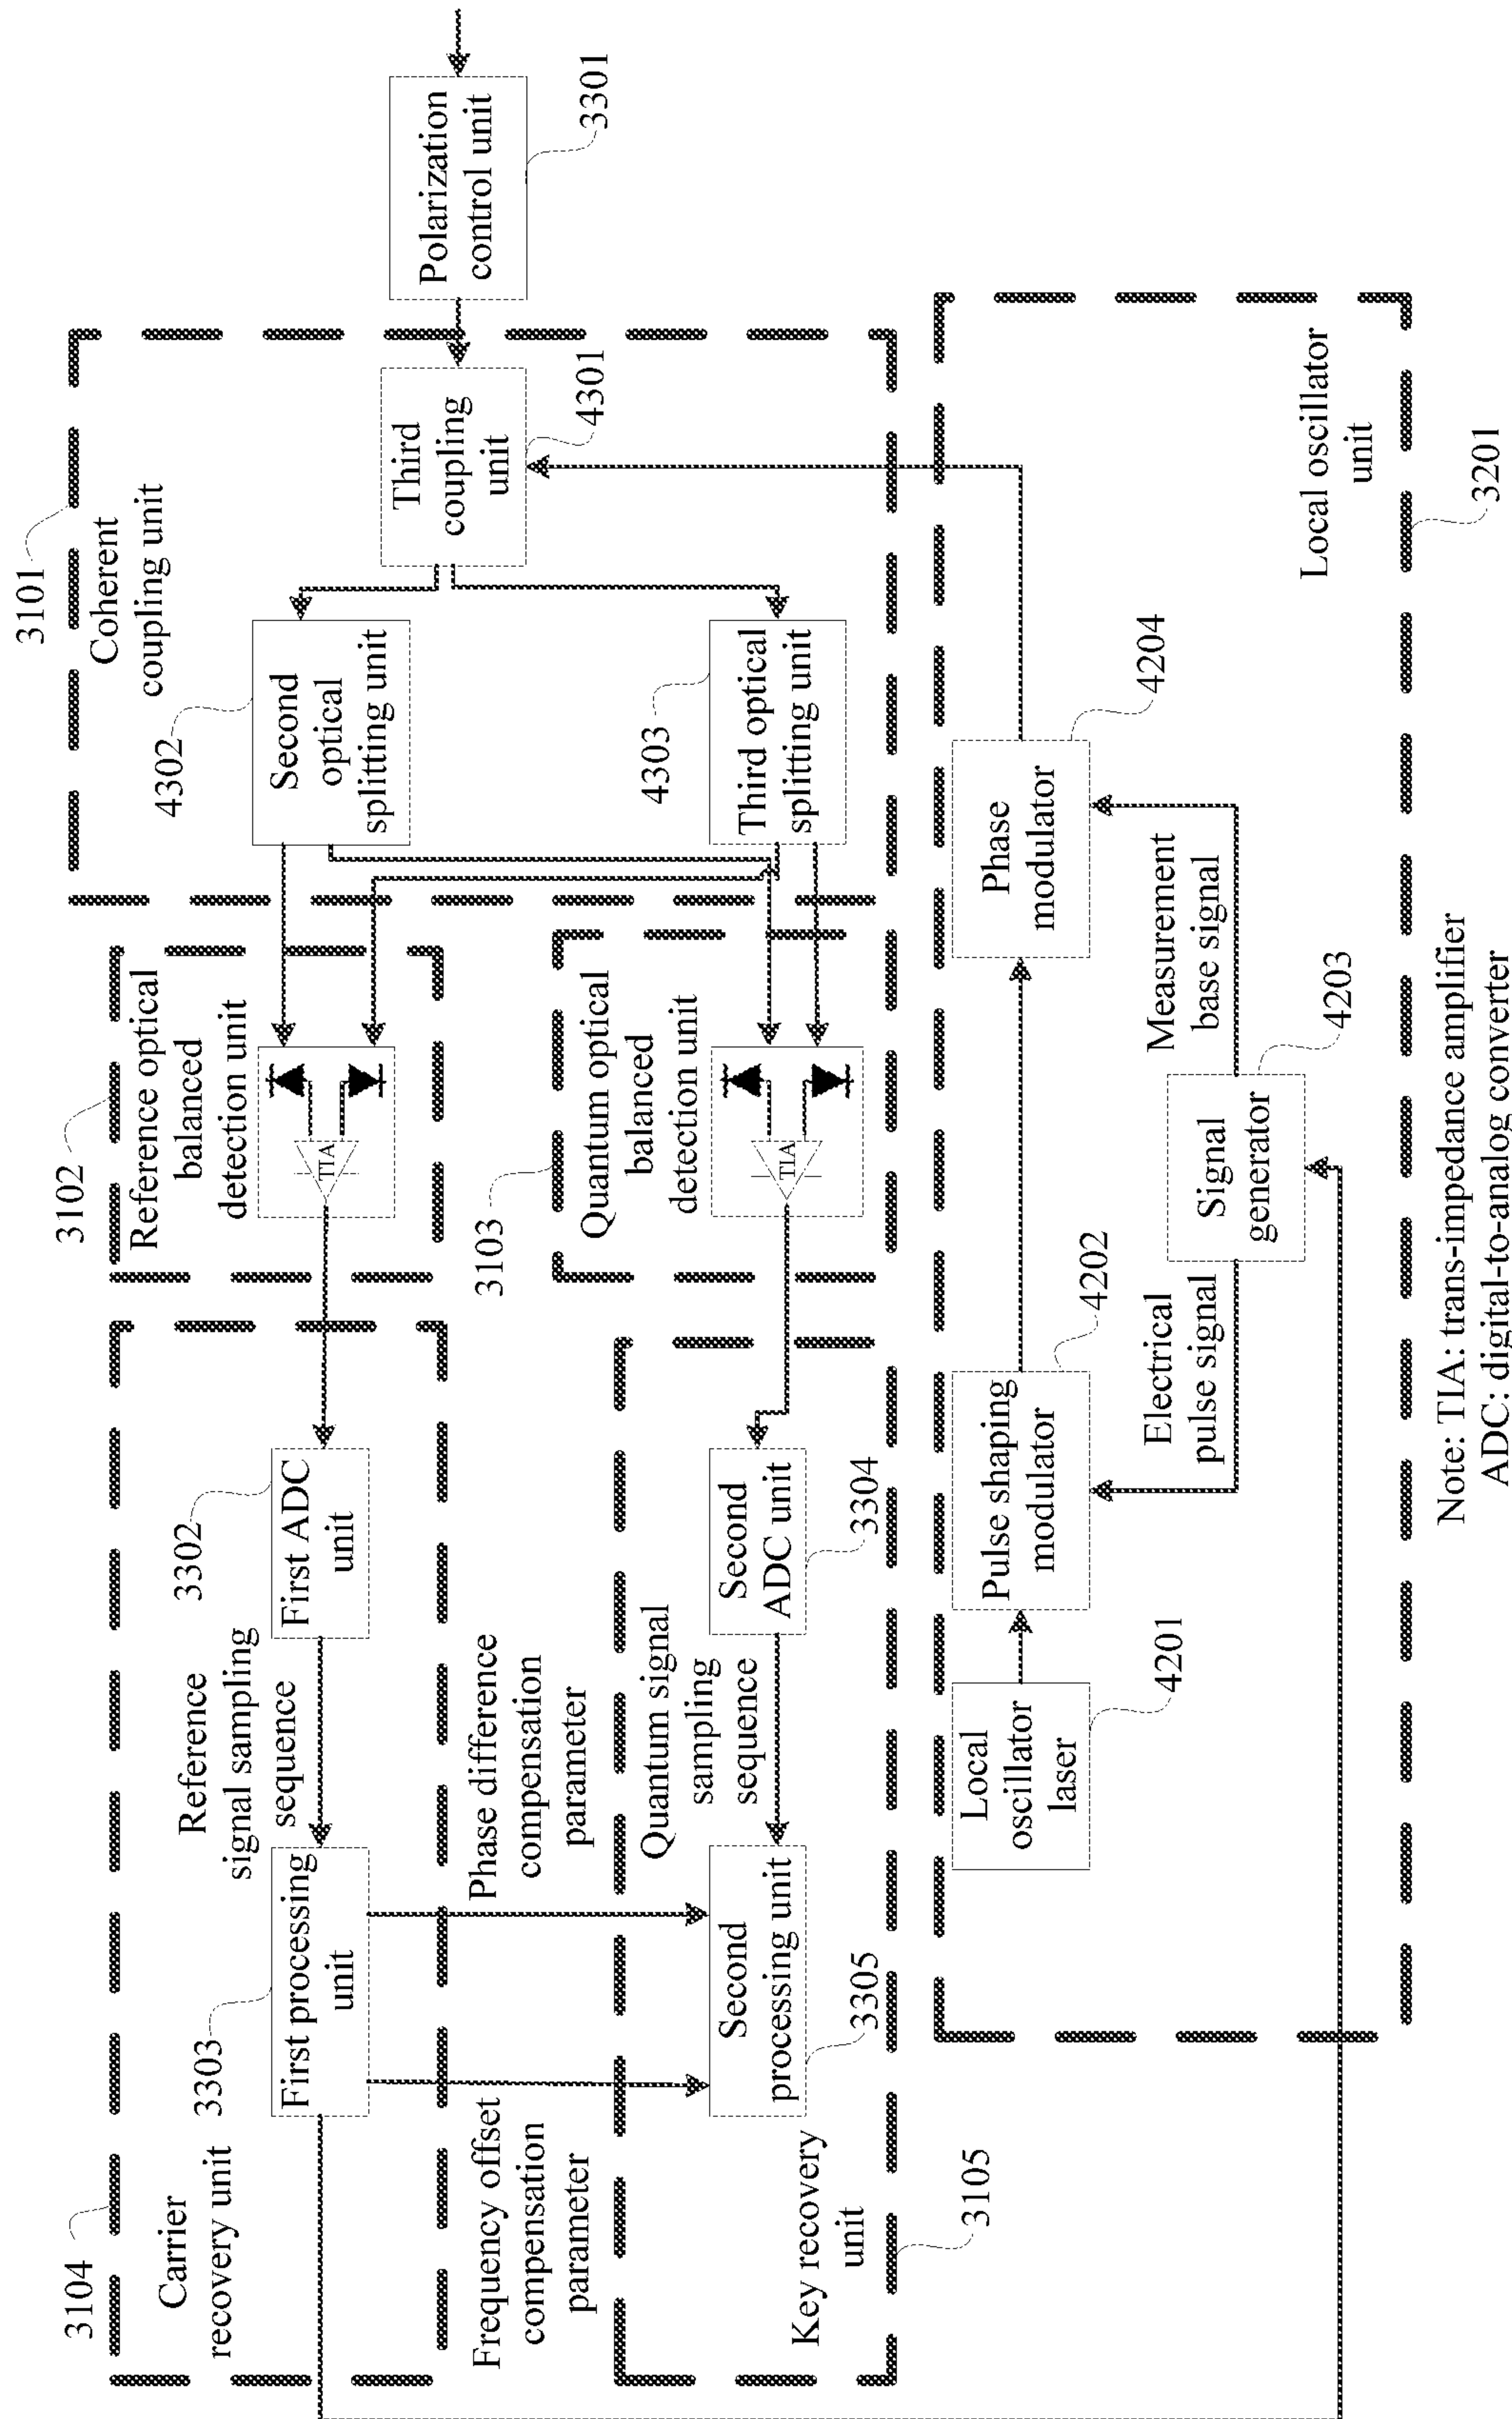 3104
Carrier
recovery unit
3303
First processing
unit
Reference
signal sampling
sequence
3302
First ADC
unit
3102
Reference optical
balanced
detection unit
TIA
3101
Coherent
coupling unit
4302
Second
optical
splitting unit
Third
coupling
unit
4301
Polarization
control unit
3301
Frequency offset
compensation
parameter
Phase difference
compensation
parameter
Key recovery
unit
3105
Second
processing unit
3305
Quantum signal
sampling
sequence
Second
ADC unit
3304
3103
Quantum optical
balanced
detection unit
TIA
4303
Third optical
splitting unit
Local
oscillator
laser
4201
Pulse shaping
modulator
4202
Phase
modulator
4204
Electrical
pulse signal
Signal
generator
4203
Measurement
base signal
Local oscillator
unit
3201
Note: TIA: trans-impedance amplifier
ADC: digital-to-analog converter